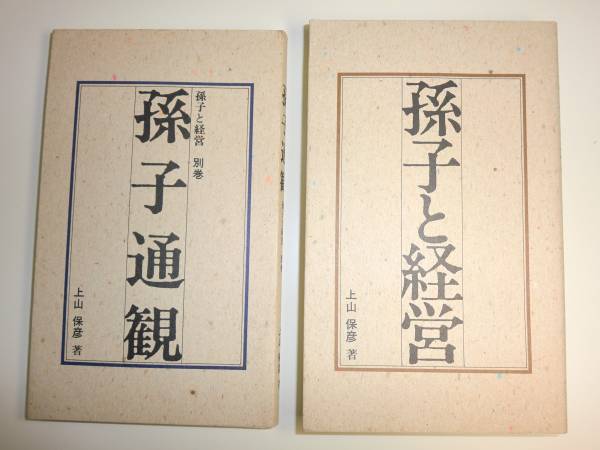 孫子と経営 別巻
孫子通観
上山 保彦 著
孫子と経営
上山 保彦 著